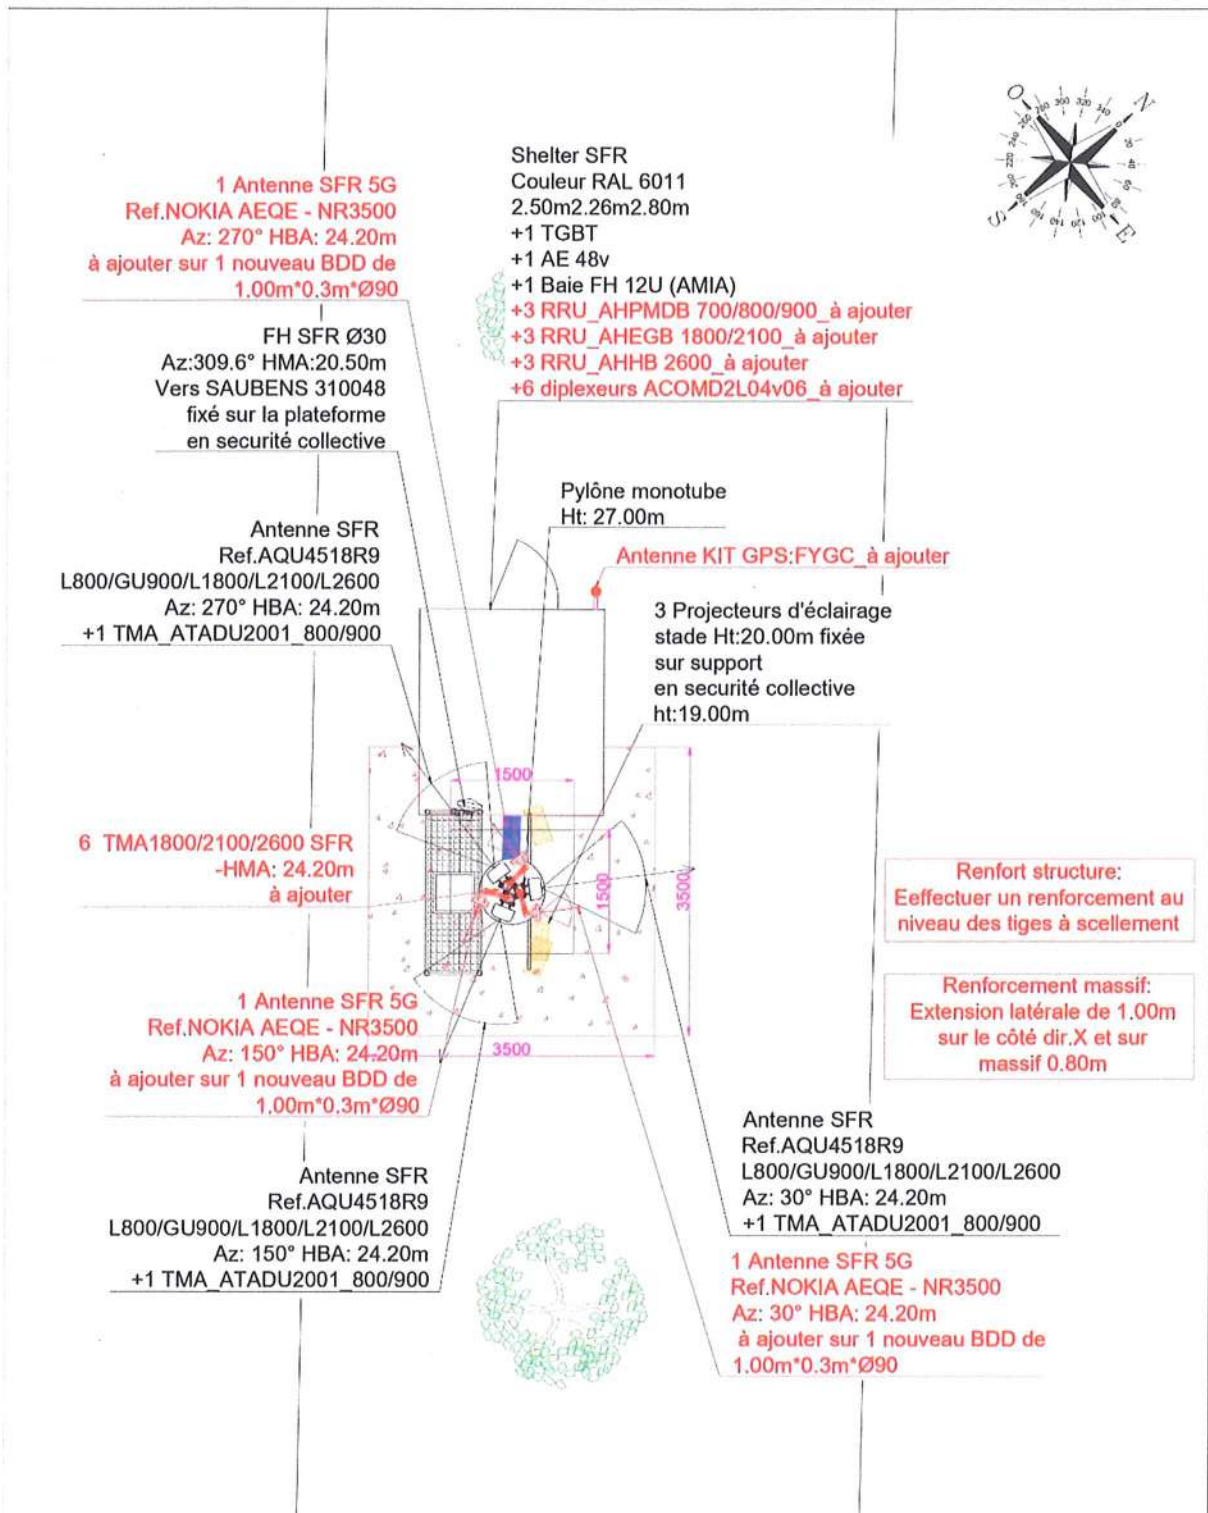 1 Antenne SFR 5G
Ref.NOKIA AEQE - NR3500
Az: 270° HBA: 24.20m
à ajouter sur 1 nouveau BDD de
1.00m*0.3m*Ø90
Shelter SFR
Couleur RAL 6011
2.50m2.26m2.80m
+1 TGBT
+1 AE 48v
+1 Baie FH 12U (AMIA)
+3 RRU_AHPMDB 700/800/900_à ajouter
+3 RRU_AHEGB 1800/2100_à ajouter
+3 RRU_AHHB 2600_à ajouter
+6 diplexeurs ACOMD2L04v06_à ajouter
O
N
S
E
FH SFR Ø30
Az:309.6° HMA:20.50m
Vers SAUBENS 310048
fixé sur la plateforme
en securité collective
Pylône monotube
Ht: 27.00m
Antenne SFR
Ref.AQU4518R9
L800/GU900/L1800/L2100/L2600
Az: 270° HBA: 24.20m
+1 TMA_ATADU2001_800/900
Antenne KIT GPS:FYGC_à ajouter
3 Projecteurs d'éclairage
stade Ht:20.00m fixée
sur support
en securité collective
ht:19.00m
1500
1500
3500
3500
6 TMA1800/2100/2600 SFR
-HMA: 24.20m
à ajouter
Renfort structure:
Eeffectuer un renforcement au
niveau des tiges à scellement
Renforcement massif:
Extension latérale de 1.00m
sur le côté dir.X et sur
massif 0.80m
1 Antenne SFR 5G
Ref.NOKIA AEQE - NR3500
Az: 150° HBA: 24.20m
à ajouter sur 1 nouveau BDD de
1.00m*0.3m*Ø90
Antenne SFR
Ref.AQU4518R9
L800/GU900/L1800/L2100/L2600
Az: 150° HBA: 24.20m
+1 TMA_ATADU2001_800/900
Antenne SFR
Ref.AQU4518R9
L800/GU900/L1800/L2100/L2600
Az: 30° HBA: 24.20m
+1 TMA_ATADU2001_800/900
1 Antenne SFR 5G
Ref.NOKIA AEQE - NR3500
Az: 30° HBA: 24.20m
à ajouter sur 1 nouveau BDD de
1.00m*0.3m*Ø90